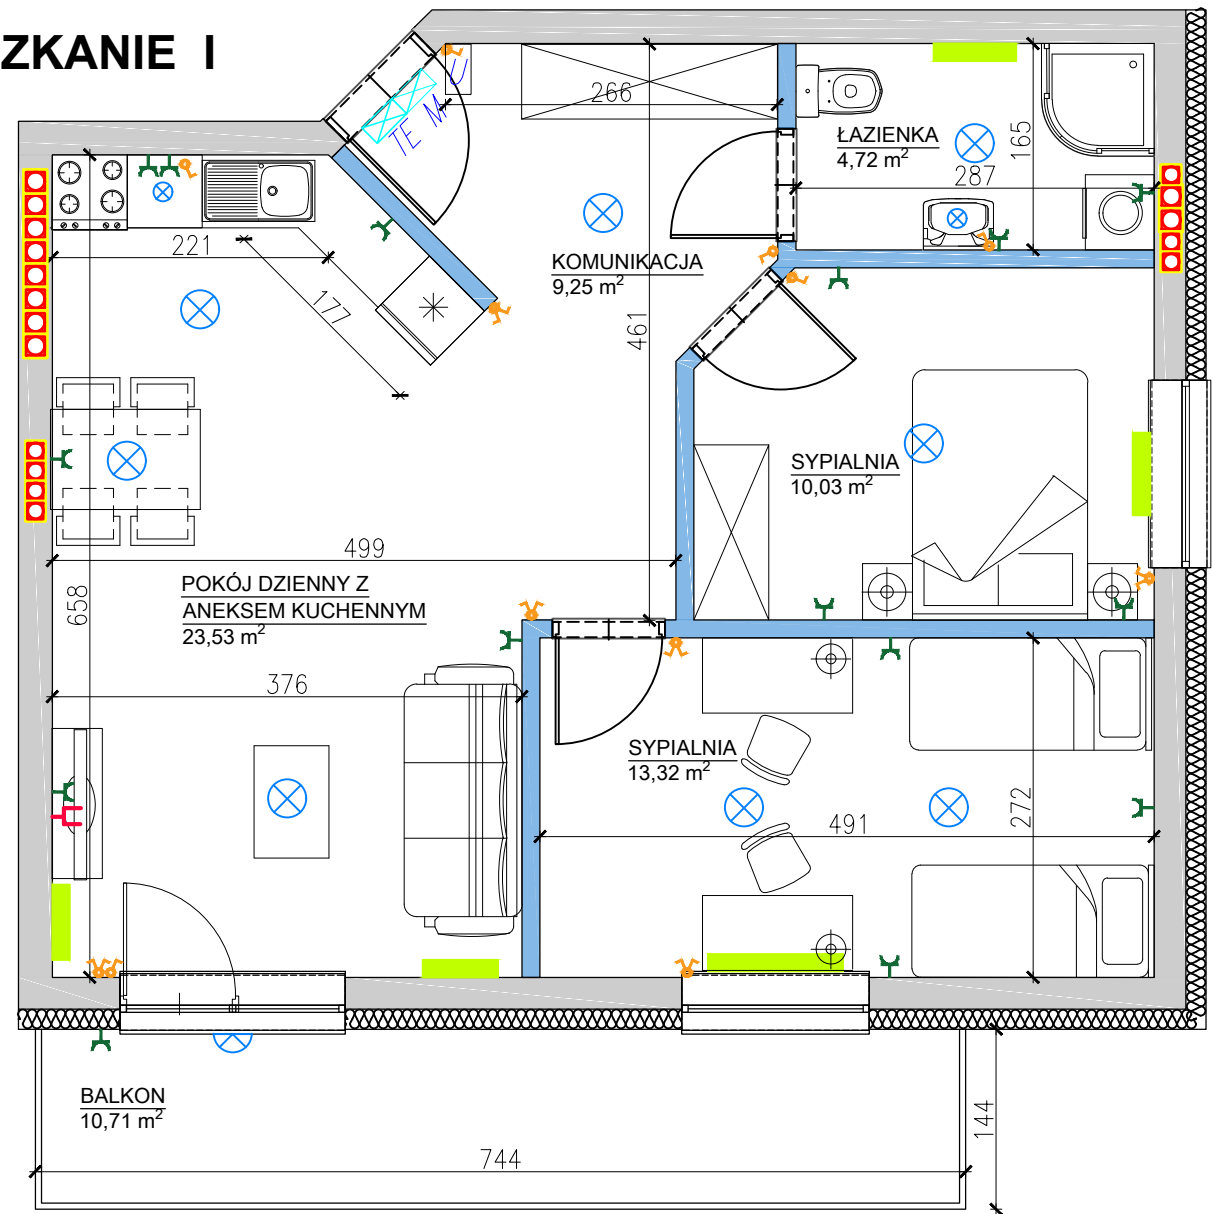 ZKANIE I
TE M U
266
ŁAZIENKA
4,72 m²
165
287
221
177
KOMUNIKACJA
9,25 m²
461
SYPIALNIA
10,03 m²
499
658
POKÓJ DZIENNY Z
ANEKSEM KUCHENNYM
23,53 m²
376
SYPIALNIA
13,32 m²
272
491
BALKON
10,71 m²
144
744